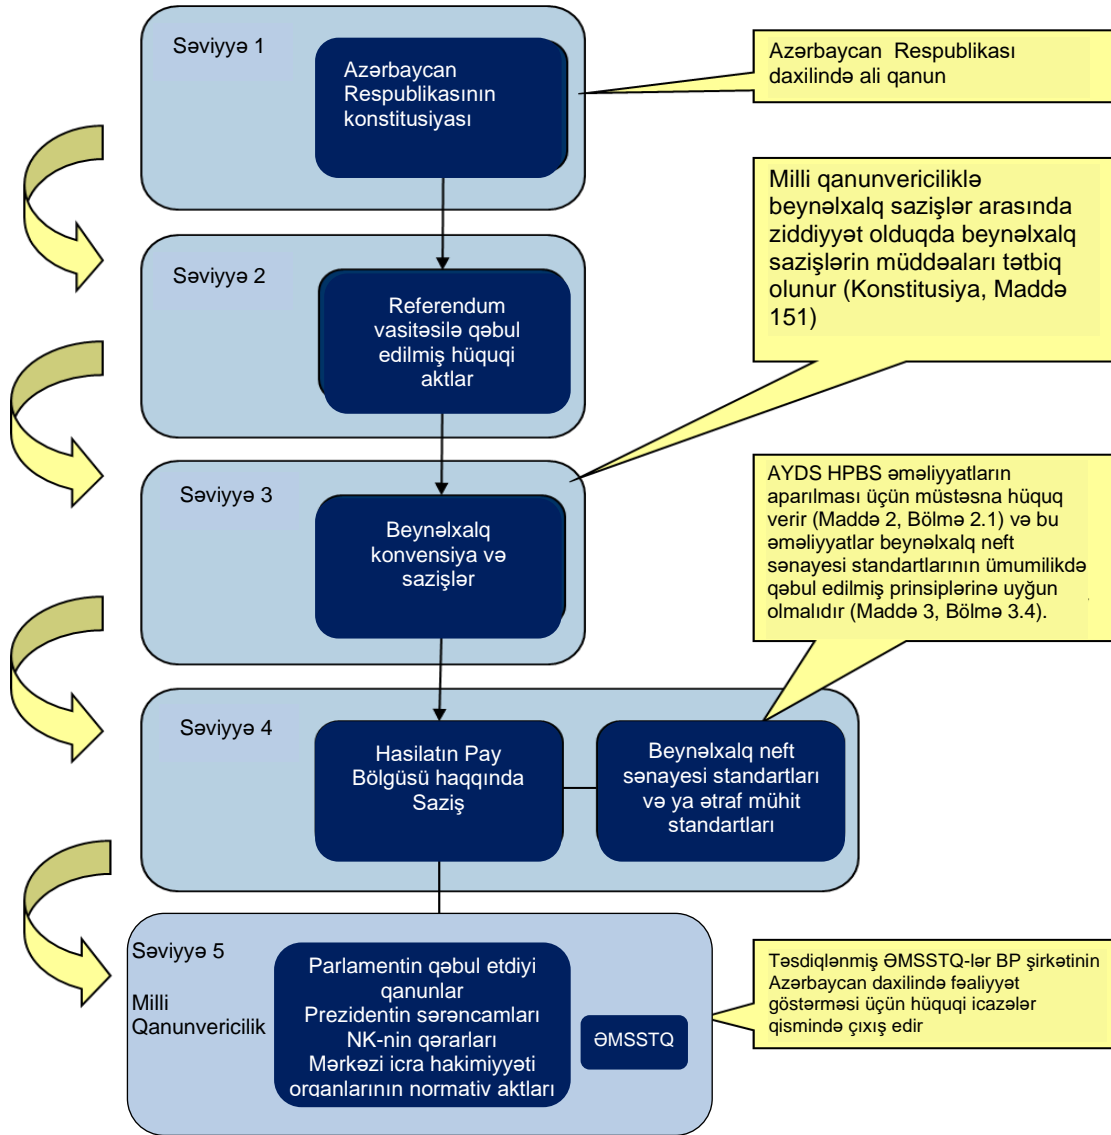 Səviyyə 1
Azərbaycan
Respublikasının
konstitusiyası
Azərbaycan Respublikası
daxilində ali qanun
Səviyyə 2
Referendum
vasitəsilə qəbul
edilmiş hüquqi
aktlar
Milli qanunvericiliklə
beynəlxalq sazişlər arasında
ziddiyyət olduqda beynəlxalq
sazişlərin müddəaları tətbiq
olunur (Konstitusiya, Maddə
151)
Səviyyə 3
Beynəlxalq
konvensiya və
sazişlər
AYDS HPBS əməliyyatların
aparılması üçün müstəsna hüquq
verir (Maddə 2, Bölmə 2.1) və bu
əməliyyatlar beynəlxalq neft
sənayesi standartlarının ümumilikdə
qəbul edilmiş prinsiplərinə uyğun
olmalıdır (Maddə 3, Bölmə 3.4).
Səviyyə 4
Hasilatın Pay
Bölgüsü haqqında
Saziş
Beynəlxalq neft
sənayesi standartları
və ya ətraf mühit
standartları
Səviyyə 5
Milli
Qanunvericilik
Parlamentin qəbul etdiyi
qanunlar
Prezidentin sərəncamları
NK-nin qərarları
Mərkəzi icra hakimiyyəti
orqanlarının normativ aktları
ƏMSSTQ
Təsdiqlənmiş ƏMSSTQ-lər BP şirkətinin
Azərbaycan daxilində fəaliyyət
göstərməsi üçün hüquqi icazələr
qismində çıxış edir